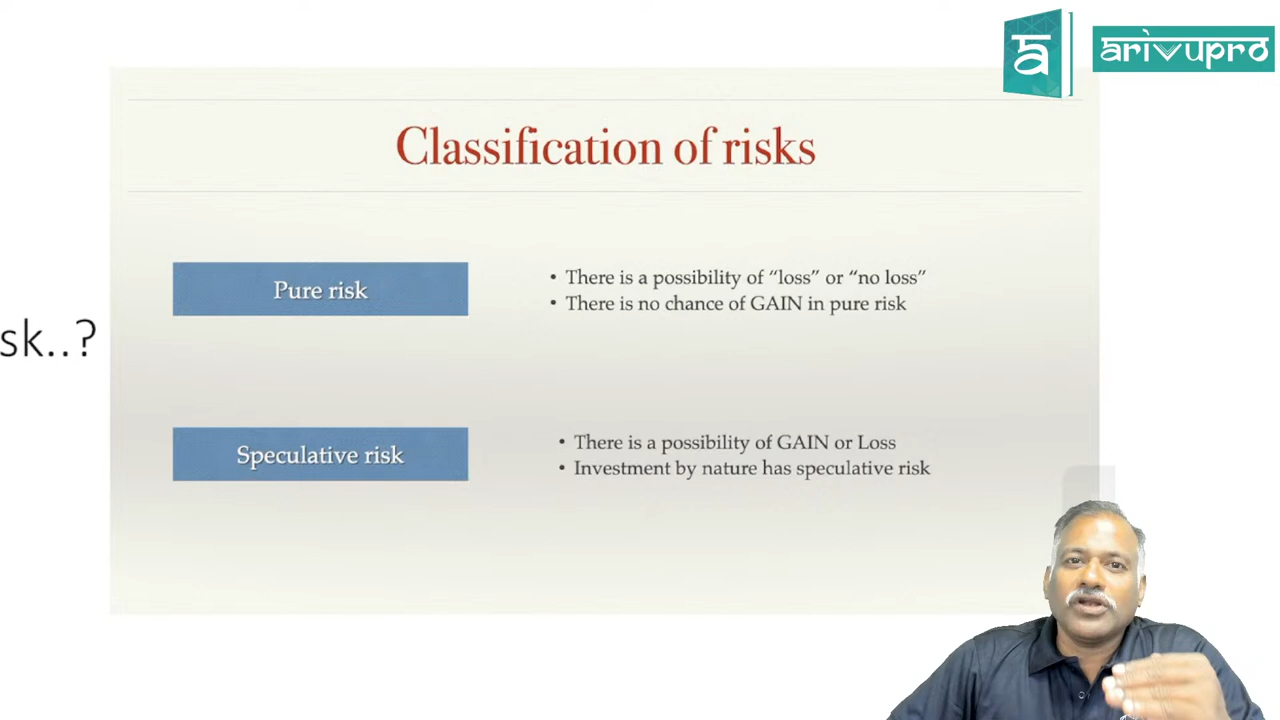 arivupro
Classification of risks
Pure risk
• There is a possibility of “loss” or “no loss”
• There is no chance of GAIN in pure risk
sk..?
Speculative risk
• There is a possibility of GAIN or Loss
• Investment by nature has speculative risk